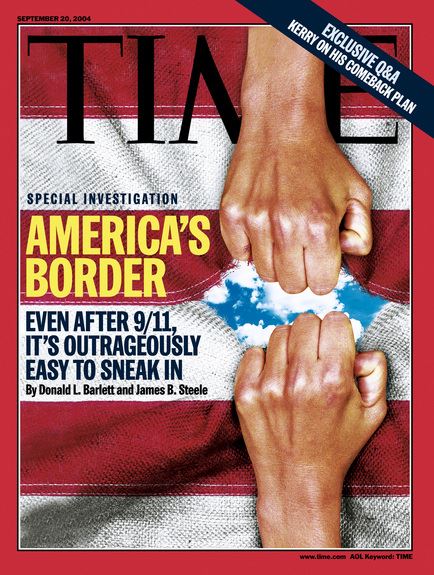 SEPTEMBER 20, 2004
TIME
EXCLUSIVE Q&A
KERRY ON HIS COMEBACK PLAN
SPECIAL INVESTIGATION
AMERICA'S
BORDER
EVEN AFTER 9/11,
IT'S OUTRAGEOUSLY
EASY TO SNEAK IN
By Donald L. Barlett and James B. Steele
www.time.com AOL Keyword: TIME